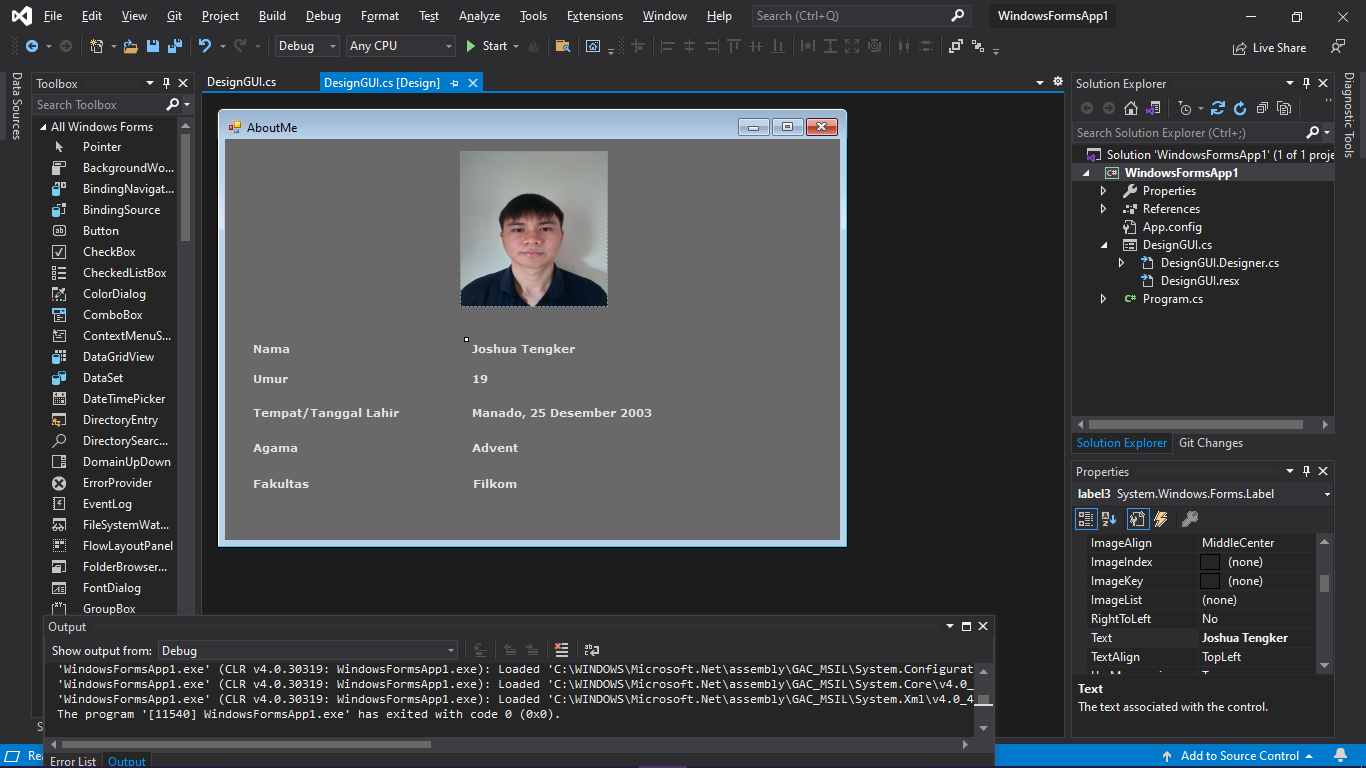 File Edit View Git Project Build Debug Format Test Analyze Tools Extensions Window Help Search (Ctrl+Q) WindowsFormsApp1
Debug Any CPU Start Live Share
Data Sources
Toolbox
Search Toolbox
All Windows Forms
Pointer
BackgroundWo...
BindingNavigat...
BindingSource
Button
CheckBox
CheckedListBox
ColorDialog
ComboBox
ContextMenuS...
DataGridView
DataSet
DateTimePicker
DirectoryEntry
DirectorySearc...
DomainUpDown
ErrorProvider
EventLog
FileSystemWat...
FlowLayoutPanel
FolderBrowser...
FontDialog
GroupBox
DesignGUI.cs DesignGUI.cs [Design]
AboutMe
Nama Joshua Tengker
Umur 19
Tempat/Tanggal Lahir Manado, 25 Desember 2003
Agama Advent
Fakultas Filkom
Solution Explorer
Search Solution Explorer (Ctrl+;)
Solution 'WindowsFormsApp1' (1 of 1 proje
C# WindowsFormsApp1
Properties
References
App.config
DesignGUI.cs
DesignGUI.Designer.cs
DesignGUI.resx
C# Program.cs
Solution Explorer Git Changes
Diagnostic Tools
Properties
label3 System.Windows.Forms.Label
ImageAlign MiddleCenter
ImageIndex (none)
ImageKey (none)
ImageList (none)
RightToLeft No
Text Joshua Tengker
TextAlign TopLeft
Text
The text associated with the control.
Output
Show output from: Debug
'WindowsFormsApp1.exe' (CLR v4.0.30319: WindowsFormsApp1.exe): Loaded 'C:\WINDOWS\Microsoft.Net\assembly\GAC_MSIL\System.Configurat
'WindowsFormsApp1.exe' (CLR v4.0.30319: WindowsFormsApp1.exe): Loaded 'C:\WINDOWS\Microsoft.Net\assembly\GAC_MSIL\System.Core\v4.0_
'WindowsFormsApp1.exe' (CLR v4.0.30319: WindowsFormsApp1.exe): Loaded 'C:\WINDOWS\Microsoft.Net\assembly\GAC_MSIL\System.Xml\v4.0_4
The program '[11540] WindowsFormsApp1.exe' has exited with code 0 (0x0).
Error List Output
Rea
Add to Source Control